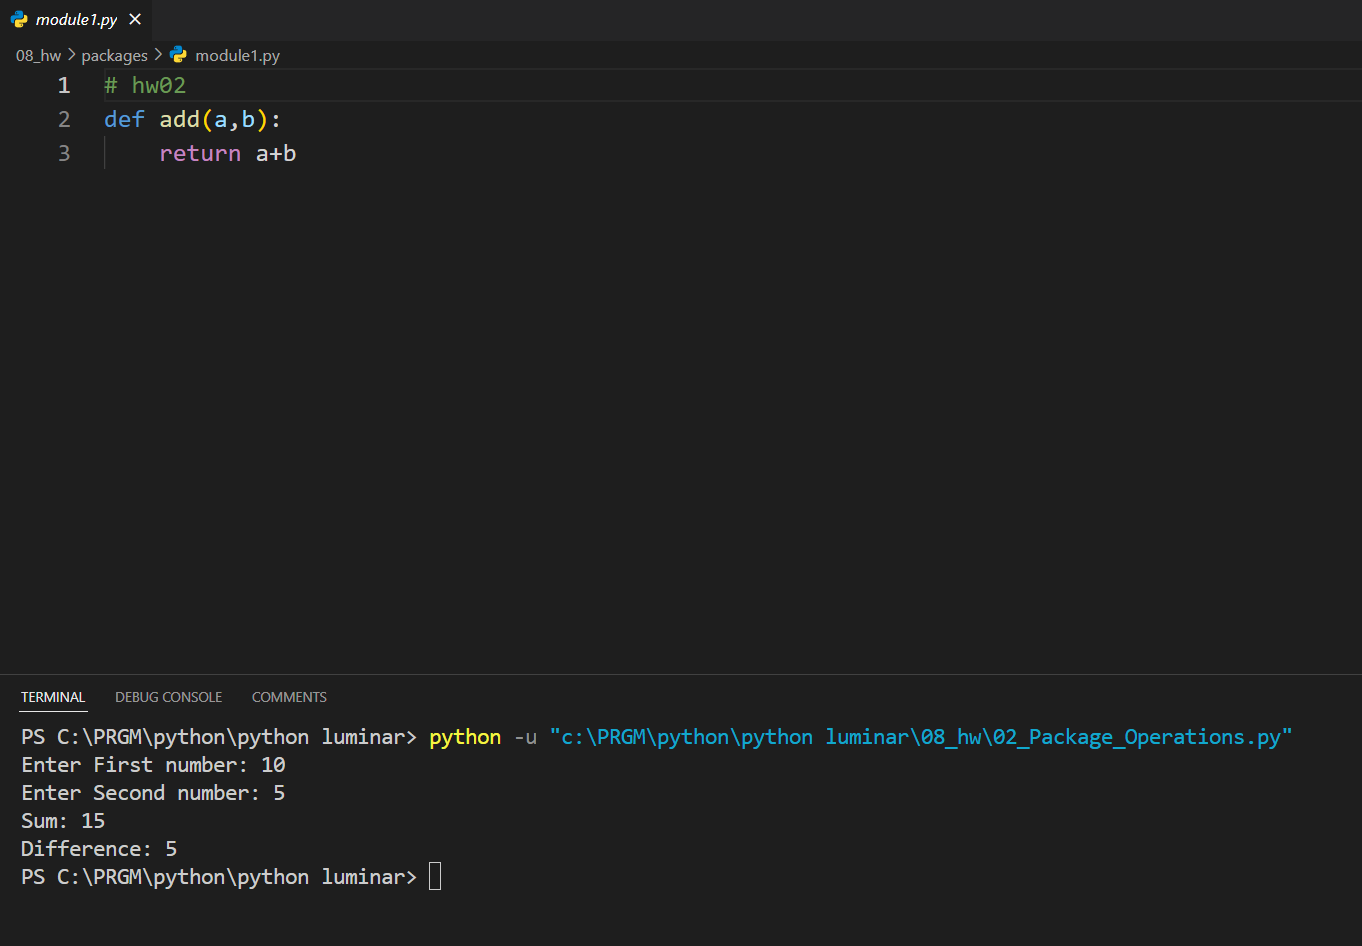 module1.py
08_hw > packages > module1.py
1 # hw02
2 def add(a,b):
3     return a+b
TERMINAL DEBUG CONSOLE COMMENTS
PS C:\PRGM\python\python luminar> python -u "c:\PRGM\python\python luminar\08_hw\02_Package_Operations.py"
Enter First number: 10
Enter Second number: 5
Sum: 15
Difference: 5
PS C:\PRGM\python\python luminar>